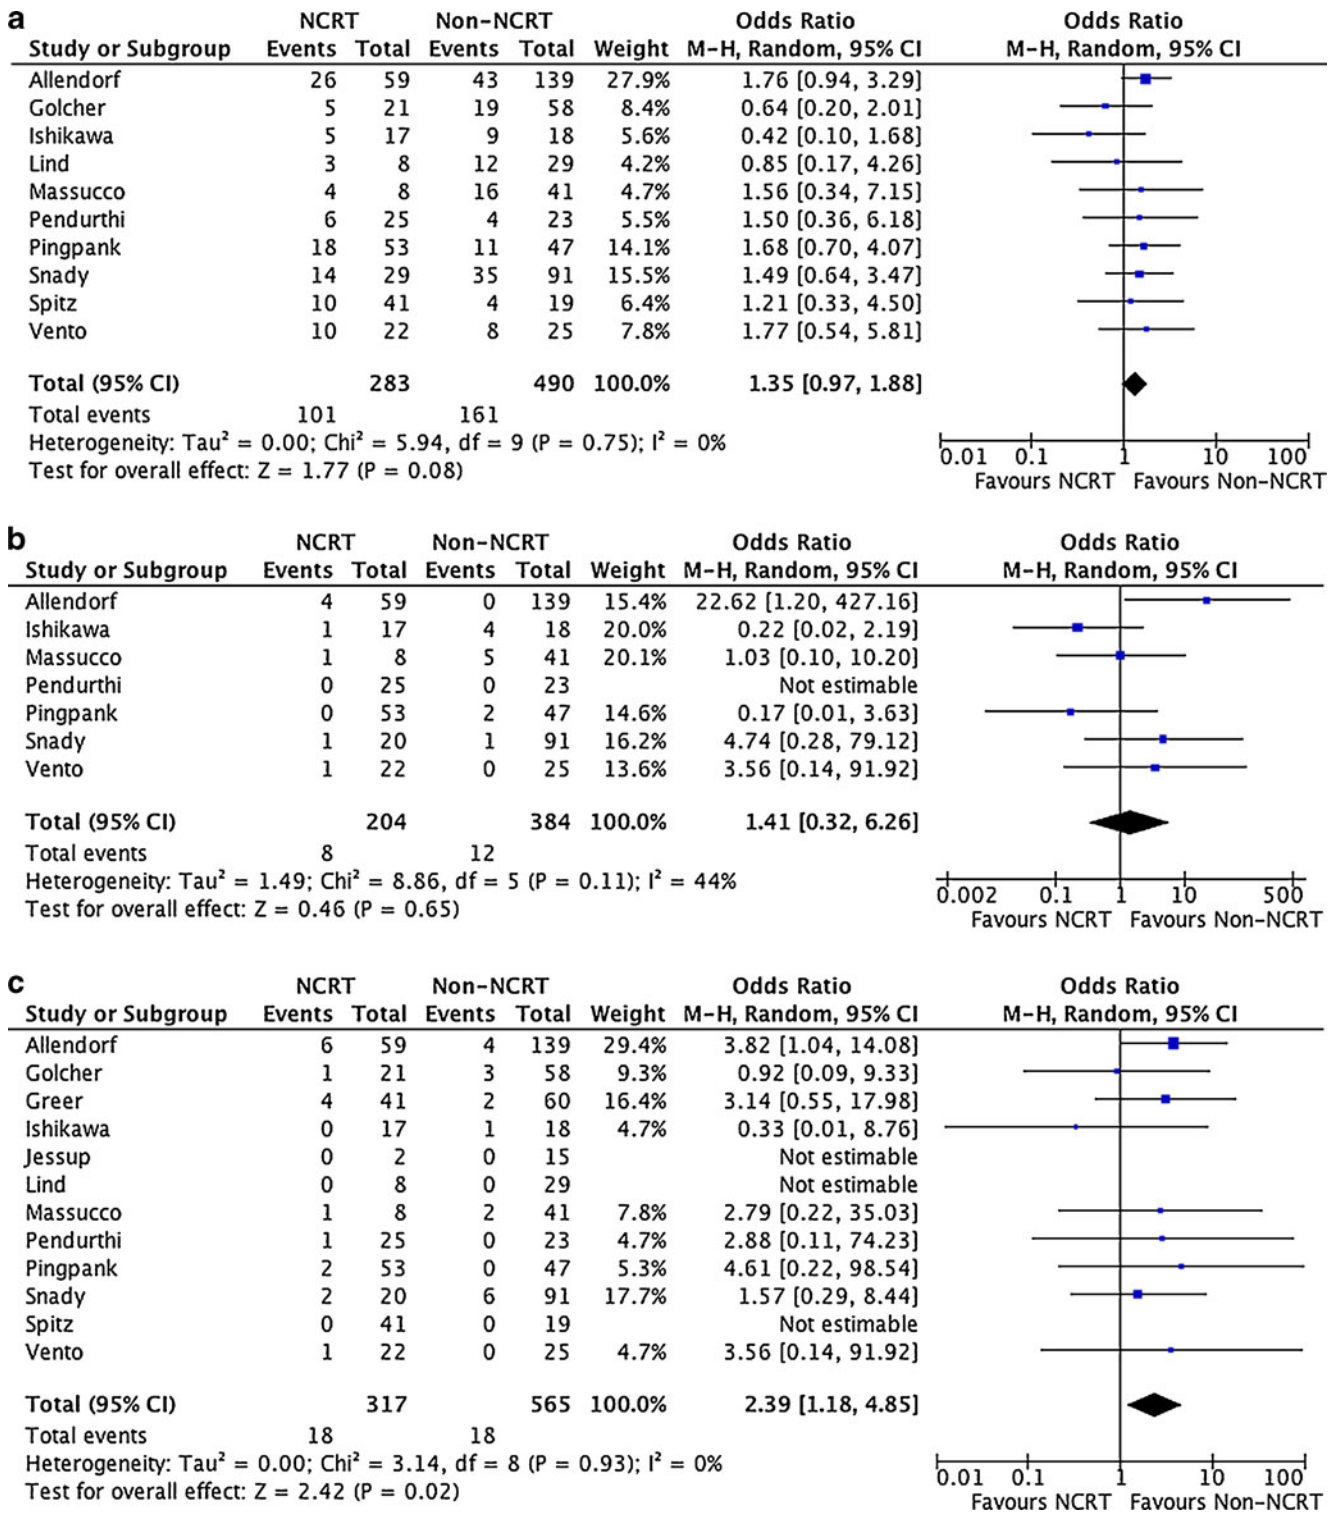 a
NCRT Non-NCRT Odds Ratio Odds Ratio
Study or Subgroup Events Total Events Total Weight M-H, Random, 95% CI M-H, Random, 95% CI
Allendorf 26 59 43 139 27.9% 1.76 [0.94, 3.29]
Golcher 5 21 19 58 8.4% 0.64 [0.20, 2.01]
Ishikawa 5 17 9 18 5.6% 0.42 [0.10, 1.68]
Lind 3 8 12 29 4.2% 0.85 [0.17, 4.26]
Massucco 4 8 16 41 4.7% 1.56 [0.34, 7.15]
Pendurthi 6 25 4 23 5.5% 1.50 [0.36, 6.18]
Pingpank 18 53 11 47 14.1% 1.68 [0.70, 4.07]
Snady 14 29 35 91 15.5% 1.49 [0.64, 3.47]
Spitz 10 41 4 19 6.4% 1.21 [0.33, 4.50]
Vento 10 22 8 25 7.8% 1.77 [0.54, 5.81]
Total (95% CI) 283 490 100.0% 1.35 [0.97, 1.88]
Total events 101 161
Heterogeneity: Tau² = 0.00; Chi² = 5.94, df = 9 (P = 0.75); I² = 0%
Test for overall effect: Z = 1.77 (P = 0.08)
0.01 0.1 1 10 100
Favours NCRT Favours Non-NCRT
b
NCRT Non-NCRT Odds Ratio Odds Ratio
Study or Subgroup Events Total Events Total Weight M-H, Random, 95% CI M-H, Random, 95% CI
Allendorf 4 59 0 139 15.4% 22.62 [1.20, 427.16]
Ishikawa 1 17 4 18 20.0% 0.22 [0.02, 2.19]
Massucco 1 8 5 41 20.1% 1.03 [0.10, 10.20]
Pendurthi 0 25 0 23 Not estimable
Pingpank 0 53 2 47 14.6% 0.17 [0.01, 3.63]
Snady 1 20 1 91 16.2% 4.74 [0.28, 79.12]
Vento 1 22 0 25 13.6% 3.56 [0.14, 91.92]
Total (95% CI) 204 384 100.0% 1.41 [0.32, 6.26]
Total events 8 12
Heterogeneity: Tau² = 1.49; Chi² = 8.86, df = 5 (P = 0.11); I² = 44%
Test for overall effect: Z = 0.46 (P = 0.65)
0.002 0.1 1 10 500
Favours NCRT Favours Non-NCRT
c
NCRT Non-NCRT Odds Ratio Odds Ratio
Study or Subgroup Events Total Events Total Weight M-H, Random, 95% CI M-H, Random, 95% CI
Allendorf 6 59 4 139 29.4% 3.82 [1.04, 14.08]
Golcher 1 21 3 58 9.3% 0.92 [0.09, 9.33]
Greer 4 41 2 60 16.4% 3.14 [0.55, 17.98]
Ishikawa 0 17 1 18 4.7% 0.33 [0.01, 8.76]
Jessup 0 2 0 15 Not estimable
Lind 0 8 0 29 Not estimable
Massucco 1 8 2 41 7.8% 2.79 [0.22, 35.03]
Pendurthi 1 25 0 23 4.7% 2.88 [0.11, 74.23]
Pingpank 2 53 0 47 5.3% 4.61 [0.22, 98.54]
Snady 2 20 6 91 17.7% 1.57 [0.29, 8.44]
Spitz 0 41 0 19 Not estimable
Vento 1 22 0 25 4.7% 3.56 [0.14, 91.92]
Total (95% CI) 317 565 100.0% 2.39 [1.18, 4.85]
Total events 18 18
Heterogeneity: Tau² = 0.00; Chi² = 3.14, df = 8 (P = 0.93); I² = 0%
Test for overall effect: Z = 2.42 (P = 0.02)
0.01 0.1 1 10 100
Favours NCRT Favours Non-NCRT